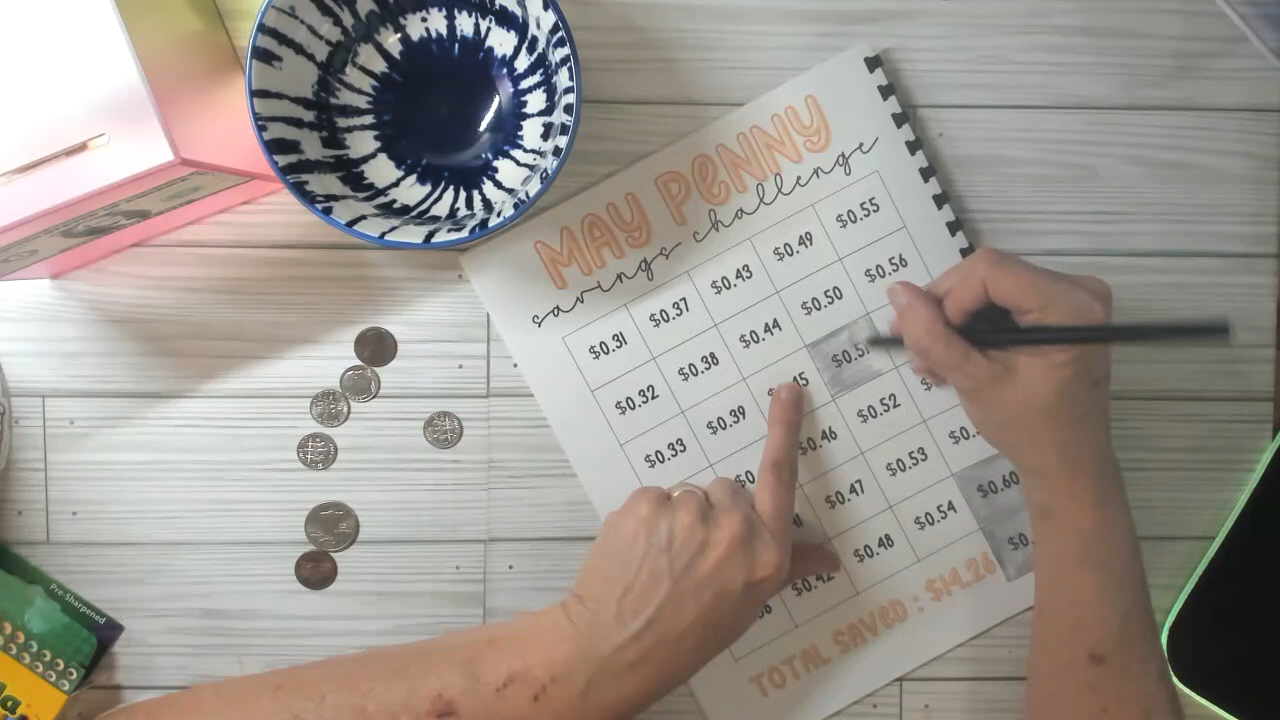 MAY PENNY
savings challenge
$0.31 $0.37 $0.43 $0.49 $0.55
$0.32 $0.38 $0.44 $0.50 $0.56
$0.33 $0.39 $0.51
$0.46 $0.52
$0.47 $0.53 $0.60
$0.42 $0.48 $0.54
TOTAL SAVED : $14.26
Pre-Sharpened